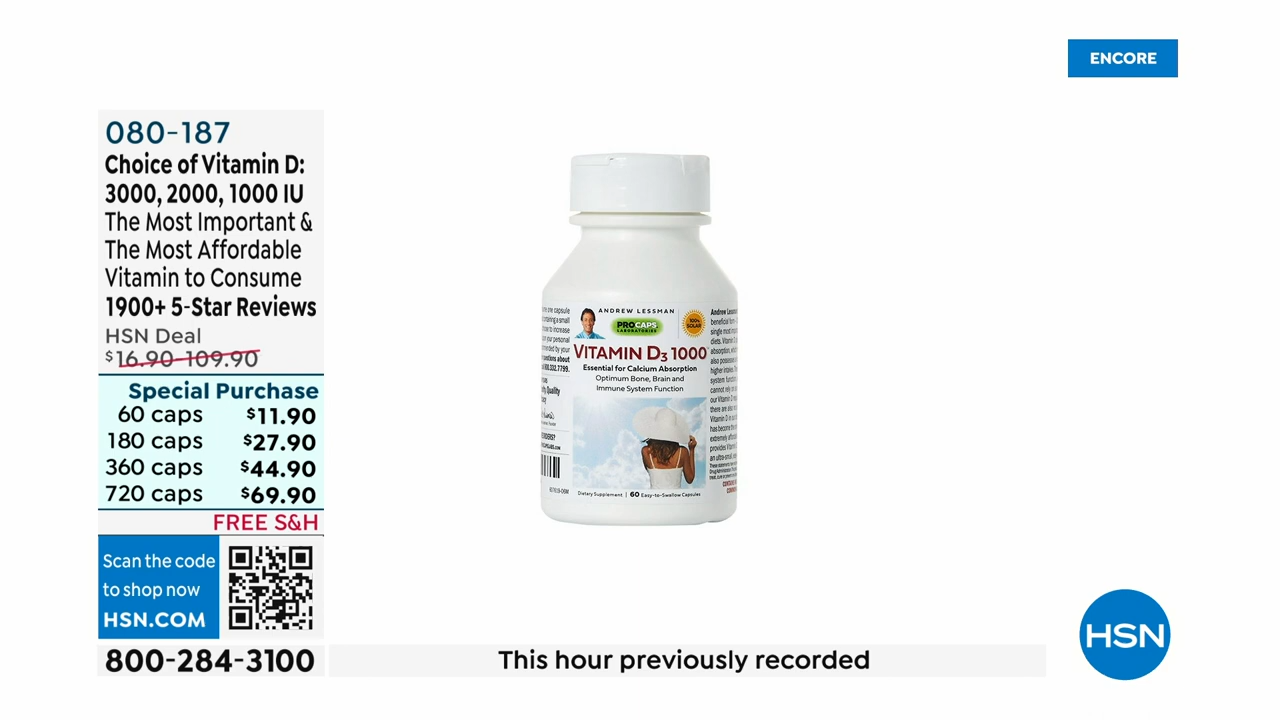 ENCORE
080-187
Choice of Vitamin D:
3000, 2000, 1000 IU
The Most Important &
The Most Affordable
Vitamin to Consume
1900+ 5-Star Reviews
HSN Deal
$16.90-109.90
Special Purchase
60 caps $11.90
180 caps $27.90
360 caps $44.90
720 caps $69.90
FREE S&H
Scan the code
to shop now
HSN.COM
800-284-3100
This hour previously recorded
HSN
ANDREW LESSMAN
PROCAPS
LABORATORIES
100%
SOLAR
VITAMIN D3 1000
Essential for Calcium Absorption
Optimum Bone, Brain and
Immune System Function
Dietary Supplement | 60 Easy-to-Swallow Capsules